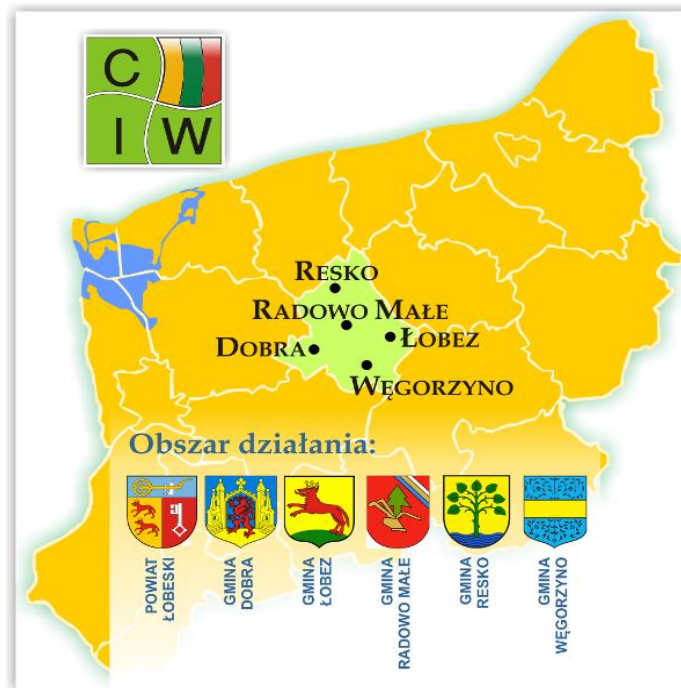 C
I W
RESKO
RADOWO MAŁE
ŁOBEZ
DOBRA
WĘGORZYNO
Obszar działania:
POWIAT
ŁOBESKI
GMINA
DOBRA
GMINA
ŁOBEZ
GMINA
RADOWO MAŁE
GMINA
RESKO
GMINA
WĘGORZYNO